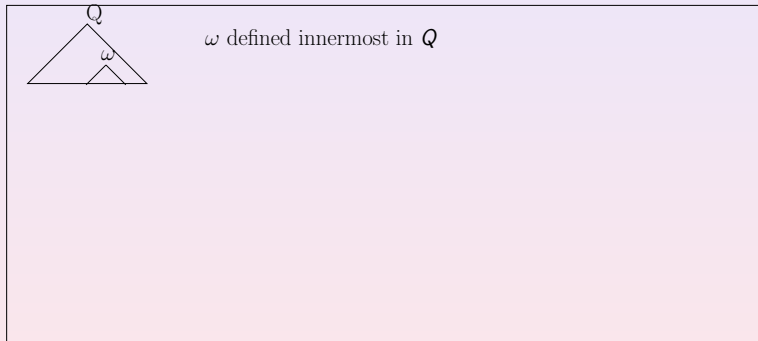 Q
ω
ω defined innermost in Q